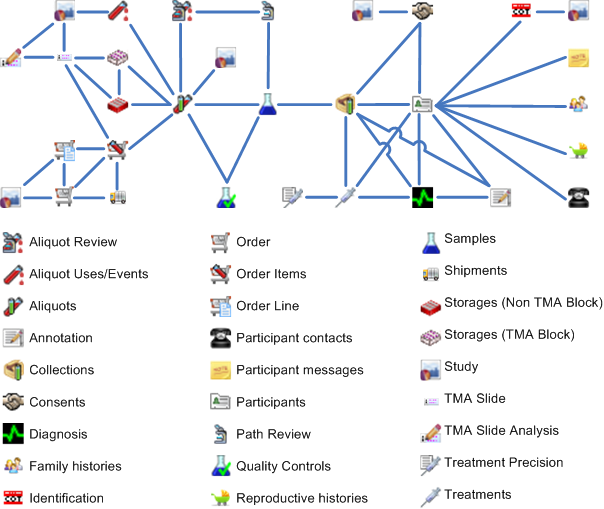 Aliquot Review
Aliquot Uses/Events
Aliquots
Annotation
Collections
Consents
Diagnosis
Family histories
Identification
Order
Order Items
Order Line
Participant contacts
Participant messages
Participants
Path Review
Quality Controls
Reproductive histories
Samples
Shipments
Storages (Non TMA Block)
Storages (TMA Block)
Study
TMA Slide
TMA Slide Analysis
Treatment Precision
Treatments